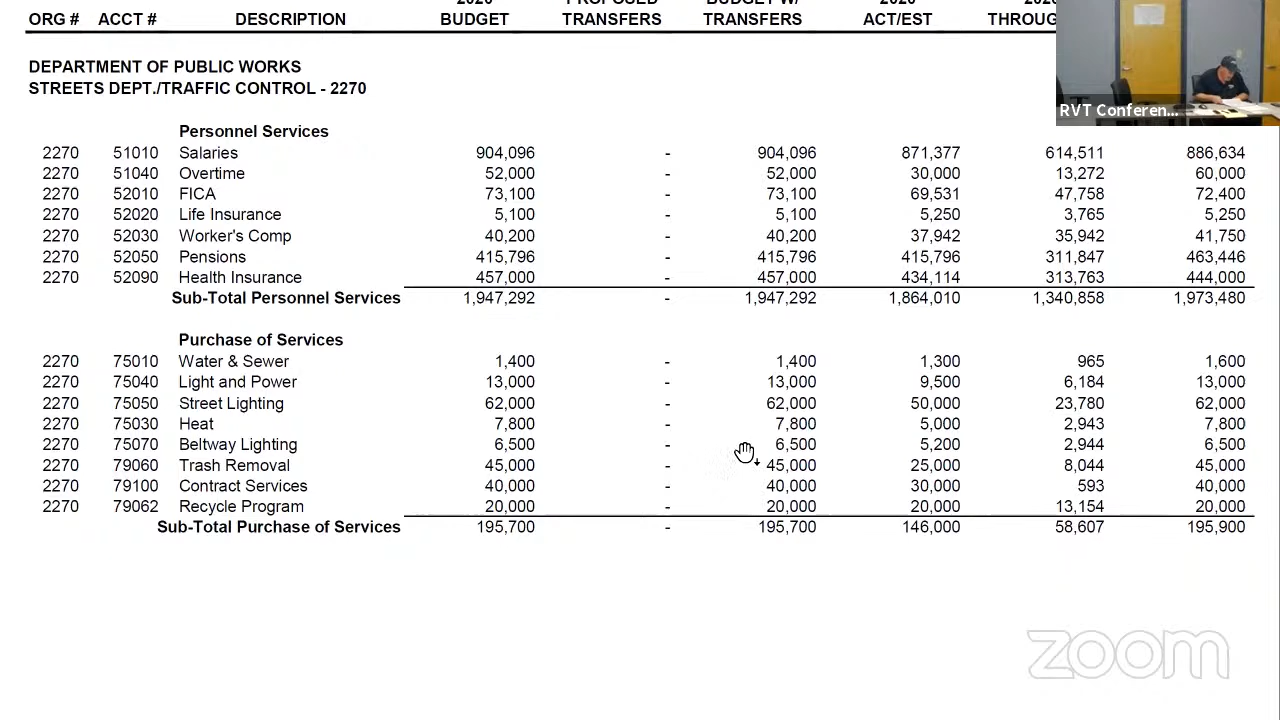 2020 PROPOSED BUDGET W/ 2020 2020
ORG # ACCT # DESCRIPTION BUDGET TRANSFERS TRANSFERS ACT/EST THROUG
RVT Conferen...
DEPARTMENT OF PUBLIC WORKS
STREETS DEPT./TRAFFIC CONTROL - 2270
Personnel Services
2270 51010 Salaries 904,096 - 904,096 871,377 614,511 886,634
2270 51040 Overtime 52,000 - 52,000 30,000 13,272 60,000
2270 52010 FICA 73,100 - 73,100 69,531 47,758 72,400
2270 52020 Life Insurance 5,100 - 5,100 5,250 3,765 5,250
2270 52030 Worker's Comp 40,200 - 40,200 37,942 35,942 41,750
2270 52050 Pensions 415,796 - 415,796 415,796 311,847 463,446
2270 52090 Health Insurance 457,000 - 457,000 434,114 313,763 444,000
Sub-Total Personnel Services 1,947,292 - 1,947,292 1,864,010 1,340,858 1,973,480
Purchase of Services
2270 75010 Water & Sewer 1,400 - 1,400 1,300 965 1,600
2270 75040 Light and Power 13,000 - 13,000 9,500 6,184 13,000
2270 75050 Street Lighting 62,000 - 62,000 50,000 23,780 62,000
2270 75030 Heat 7,800 - 7,800 5,000 2,943 7,800
2270 75070 Beltway Lighting 6,500 - 6,500 5,200 2,944 6,500
2270 79060 Trash Removal 45,000 - 45,000 25,000 8,044 45,000
2270 79100 Contract Services 40,000 - 40,000 30,000 593 40,000
2270 79062 Recycle Program 20,000 - 20,000 20,000 13,154 20,000
Sub-Total Purchase of Services 195,700 - 195,700 146,000 58,607 195,900
zoom